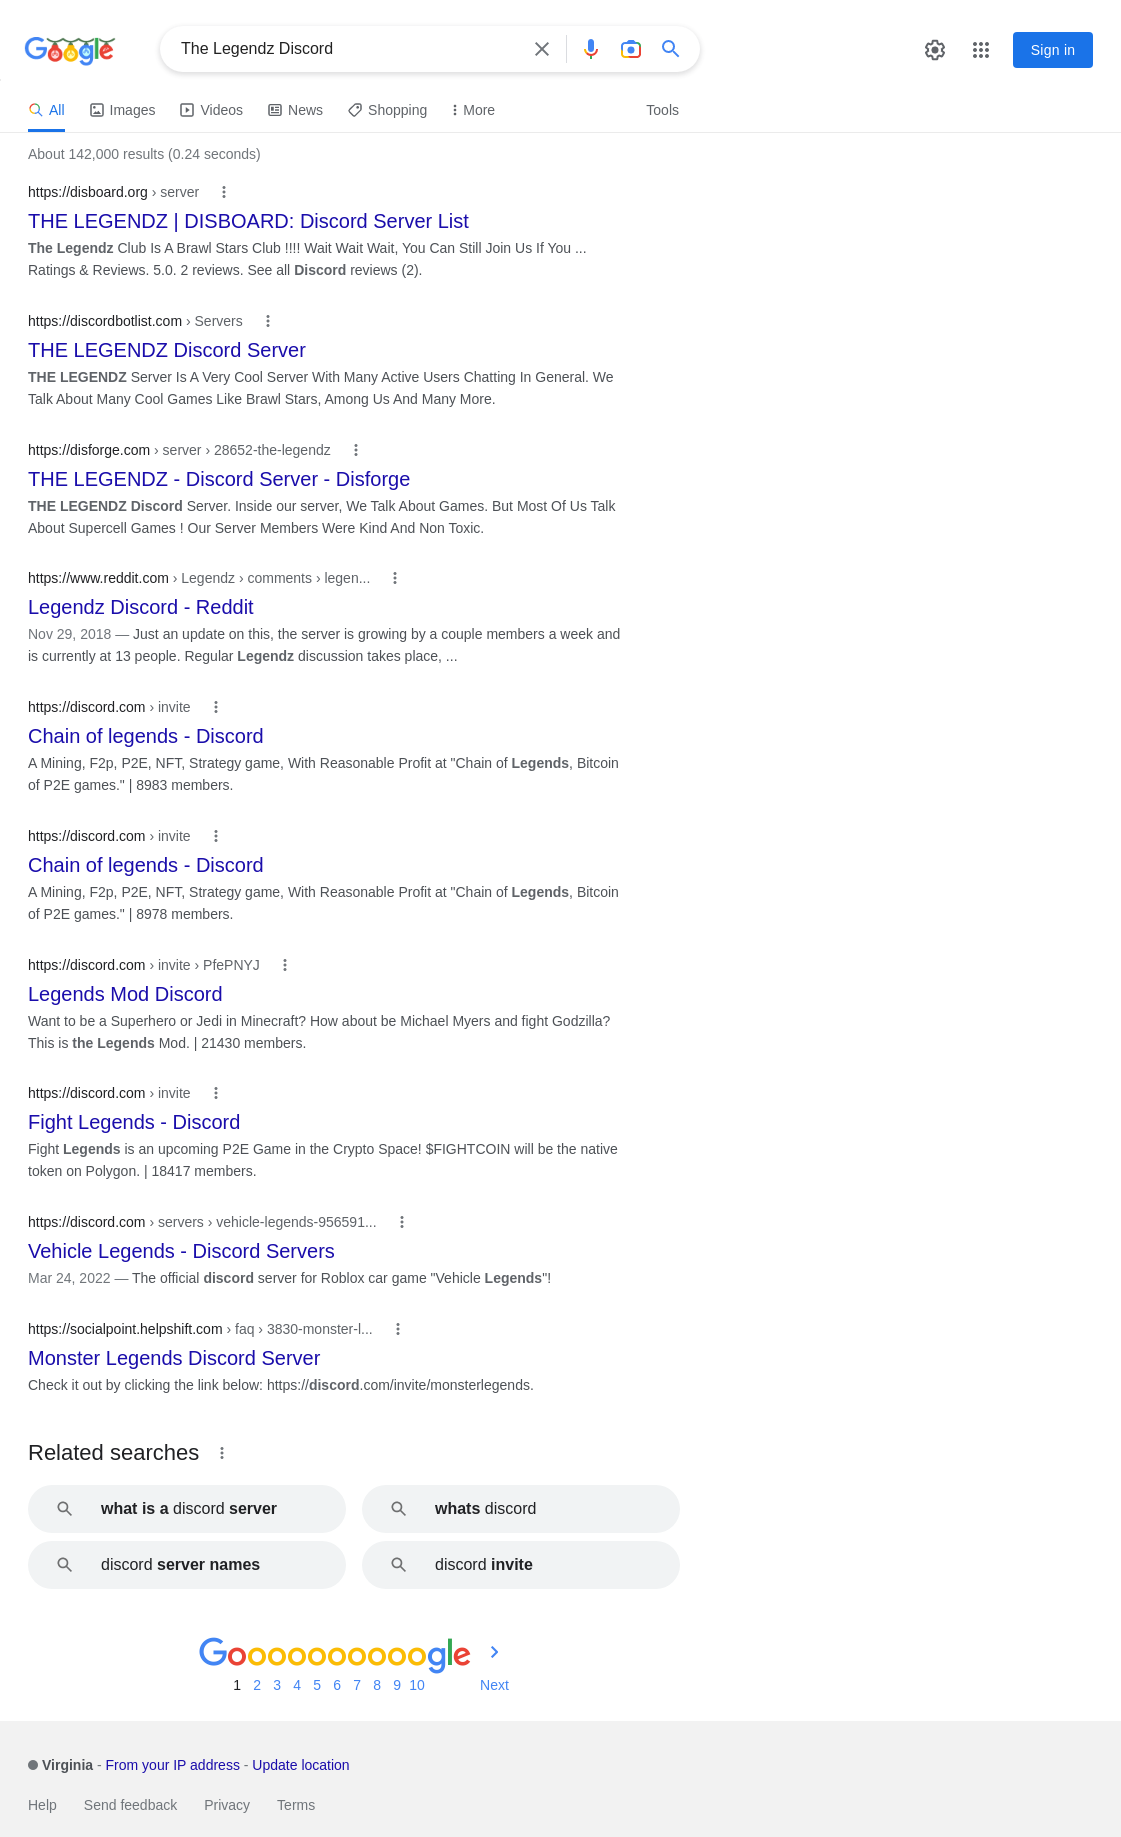 Google
The Legendz Discord
Sign in
All Images Videos News Shopping More Tools
About 142,000 results (0.24 seconds)
https://disboard.org › server
THE LEGENDZ | DISBOARD: Discord Server List
The Legendz Club Is A Brawl Stars Club !!!! Wait Wait Wait, You Can Still Join Us If You ...
Ratings & Reviews. 5.0. 2 reviews. See all Discord reviews (2).
https://discordbotlist.com › Servers
THE LEGENDZ Discord Server
THE LEGENDZ Server Is A Very Cool Server With Many Active Users Chatting In General. We
Talk About Many Cool Games Like Brawl Stars, Among Us And Many More.
https://disforge.com › server › 28652-the-legendz
THE LEGENDZ - Discord Server - Disforge
THE LEGENDZ Discord Server. Inside our server, We Talk About Games. But Most Of Us Talk
About Supercell Games ! Our Server Members Were Kind And Non Toxic.
https://www.reddit.com › Legendz › comments › legen...
Legendz Discord - Reddit
Nov 29, 2018 — Just an update on this, the server is growing by a couple members a week and
is currently at 13 people. Regular Legendz discussion takes place, ...
https://discord.com › invite
Chain of legends - Discord
A Mining, F2p, P2E, NFT, Strategy game, With Reasonable Profit at "Chain of Legends, Bitcoin
of P2E games." | 8983 members.
https://discord.com › invite
Chain of legends - Discord
A Mining, F2p, P2E, NFT, Strategy game, With Reasonable Profit at "Chain of Legends, Bitcoin
of P2E games." | 8978 members.
https://discord.com › invite › PfePNYJ
Legends Mod Discord
Want to be a Superhero or Jedi in Minecraft? How about be Michael Myers and fight Godzilla?
This is the Legends Mod. | 21430 members.
https://discord.com › invite
Fight Legends - Discord
Fight Legends is an upcoming P2E Game in the Crypto Space! $FIGHTCOIN will be the native
token on Polygon. | 18417 members.
https://discord.com › servers › vehicle-legends-956591...
Vehicle Legends - Discord Servers
Mar 24, 2022 — The official discord server for Roblox car game "Vehicle Legends"!
https://socialpoint.helpshift.com › faq › 3830-monster-l...
Monster Legends Discord Server
Check it out by clicking the link below: https://discord.com/invite/monsterlegends.
Related searches
what is a discord server
whats discord
discord server names
discord invite
Goooooooooogle
1 2 3 4 5 6 7 8 9 10 Next
Virginia - From your IP address - Update location
Help Send feedback Privacy Terms